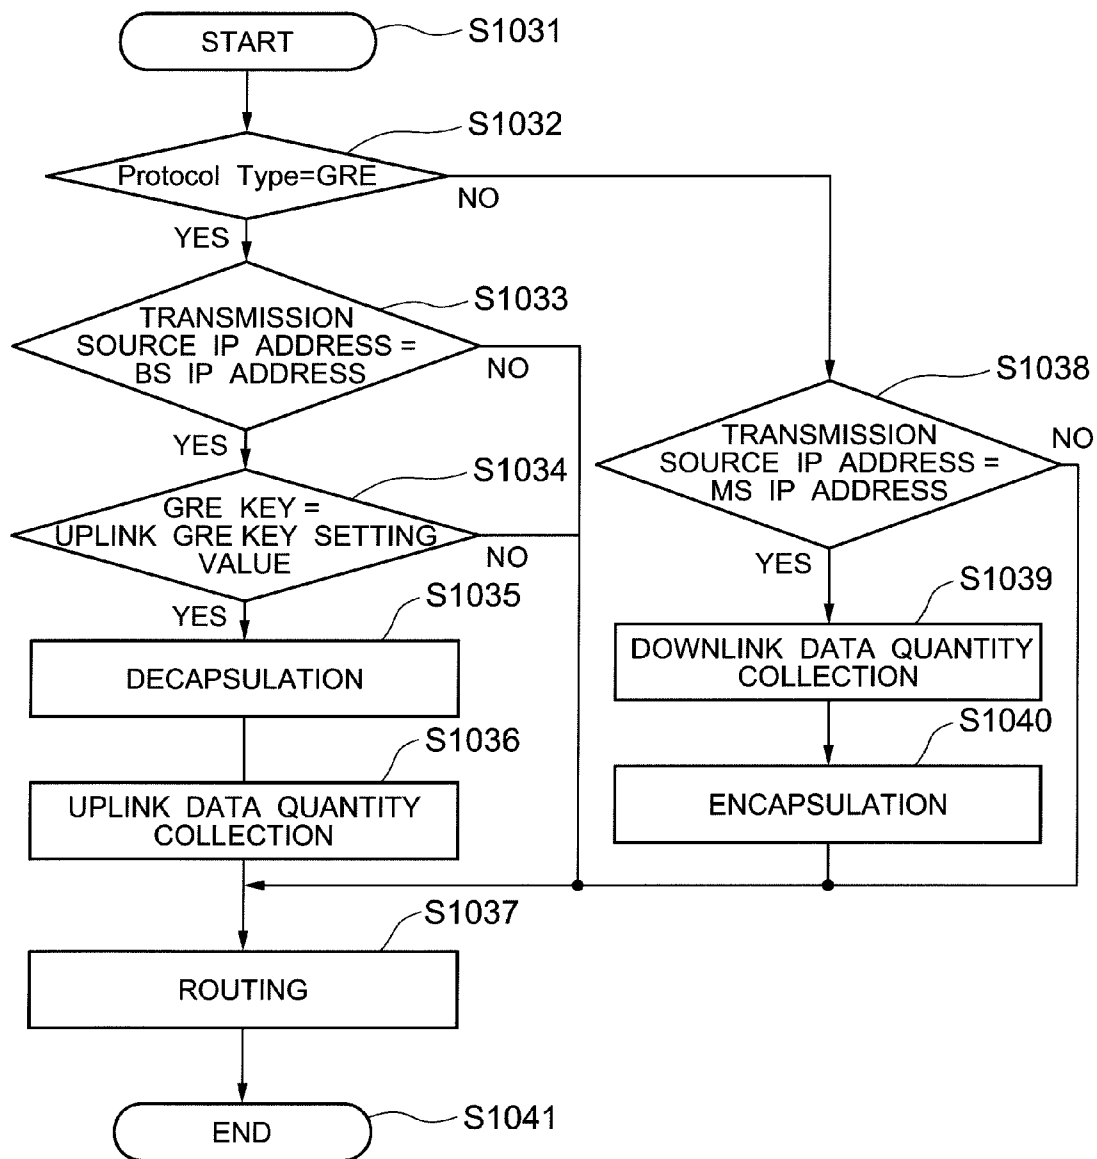 START
S1031
S1032
Protocol Type=GRE
NO
YES
S1033
TRANSMISSION
SOURCE IP ADDRESS =
BS IP ADDRESS
NO
YES
S1034
GRE KEY =
UPLINK GRE KEY SETTING
VALUE
NO
YES
S1035
DECAPSULATION
S1036
UPLINK DATA QUANTITY
COLLECTION
S1038
TRANSMISSION
SOURCE IP ADDRESS =
MS IP ADDRESS
NO
YES
S1039
DOWNLINK DATA QUANTITY
COLLECTION
S1040
ENCAPSULATION
S1037
ROUTING
END
S1041